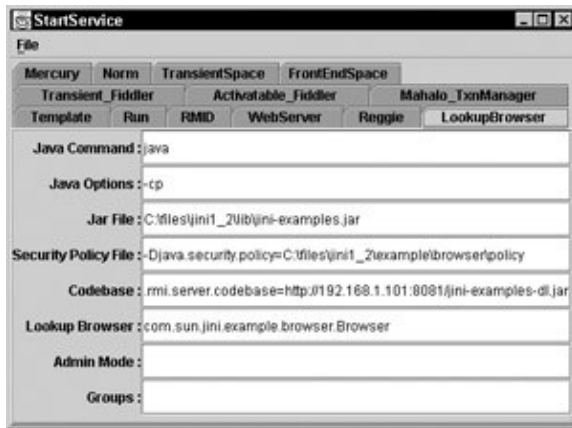 StartService
File
Mercury Norm TransientSpace FrontEndSpace
Transient_Fiddler Activatable_Fiddler Mahalo_TxnManager
Template Run RMID WebServer Reggie LookupBrowser
Java Command : java
Java Options : -cp
Jar File : C:\files\jini1_2\lib\jini-examples.jar
Security Policy File : -Djava.security.policy=C:\files\jini1_2\example\browser\policy
Codebase : .rmi.server.codebase=http://192.168.1.101:8081/jini-examples-dl.jar
Lookup Browser : com.sun.jini.example.browser.Browser
Admin Mode :
Groups :